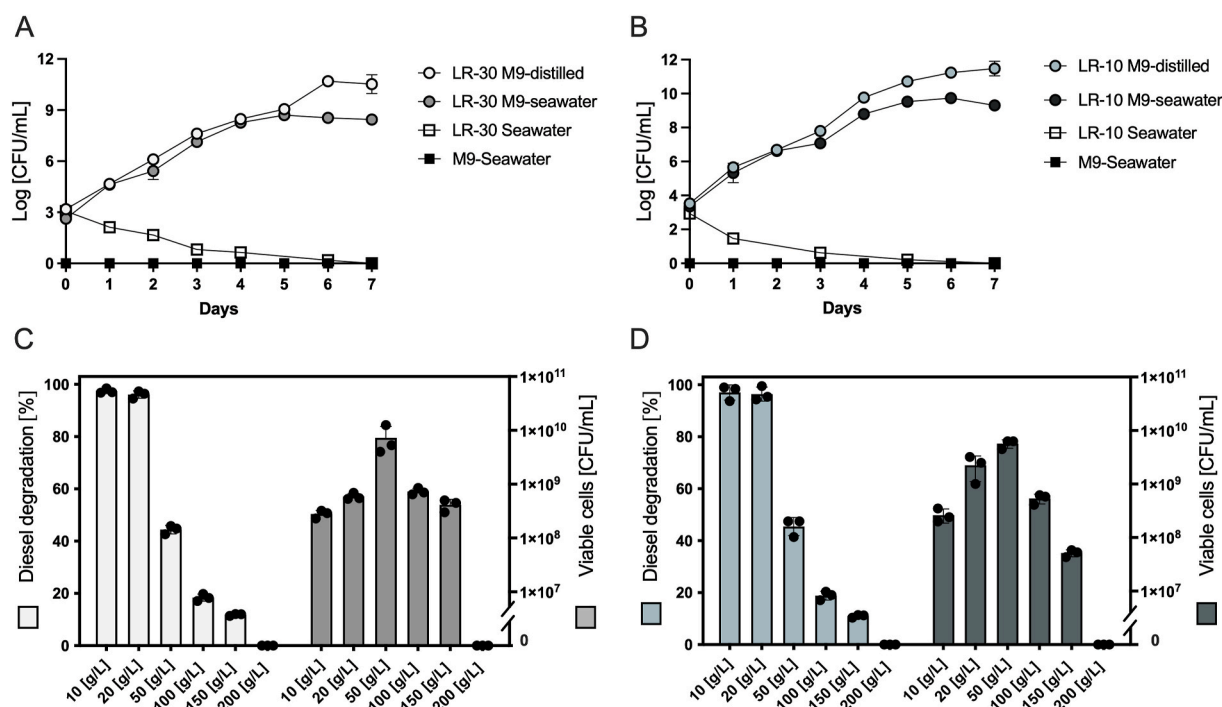 A
12
9
6
3
0
Log [CFU/mL]
0 1 2 3 4 5 6 7
Days
LR-30 M9-distilled
LR-30 M9-seawater
LR-30 Seawater
M9-Seawater
B
12
10
8
6
4
2
0
Log [CFU/mL]
0 1 2 3 4 5 6 7
Days
LR-10 M9-distilled
LR-10 M9-seawater
LR-10 Seawater
M9-Seawater
C
Diesel degradation [%]
100
80
60
40
20
0
1×10¹¹
1×10¹⁰
1×10⁹
1×10⁸
1×10⁷
0
Viable cells [CFU/mL]
10 [g/L]
20 [g/L]
50 [g/L]
100 [g/L]
150 [g/L]
200 [g/L]
10 [g/L]
20 [g/L]
50 [g/L]
100 [g/L]
150 [g/L]
200 [g/L]
D
Diesel degradation [%]
100
80
60
40
20
0
1×10¹¹
1×10¹⁰
1×10⁹
1×10⁸
1×10⁷
0
Viable cells [CFU/mL]
10 [g/L]
20 [g/L]
50 [g/L]
100 [g/L]
150 [g/L]
200 [g/L]
10 [g/L]
20 [g/L]
50 [g/L]
100 [g/L]
150 [g/L]
200 [g/L]